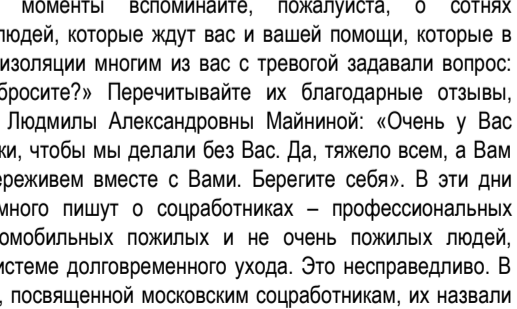 моменты вспоминайте, пожалуйста, о сотнях
людей, которые ждут вас и вашей помощи, которые в
изоляции многим из вас с тревогой задавали вопрос:
бросите?» Перечитывайте их благодарные отзывы,
Людмилы Александровны Майниной: «Очень у Вас
ки, чтобы мы делали без Вас. Да, тяжело всем, а Вам
ереживем вместе с Вами. Берегите себя». В эти дни
много пишут о соцработниках – профессиональных
омобильных пожилых и не очень пожилых людей,
истеме долговременного ухода. Это несправедливо. В
, посвященной московским соцработникам, их назвали